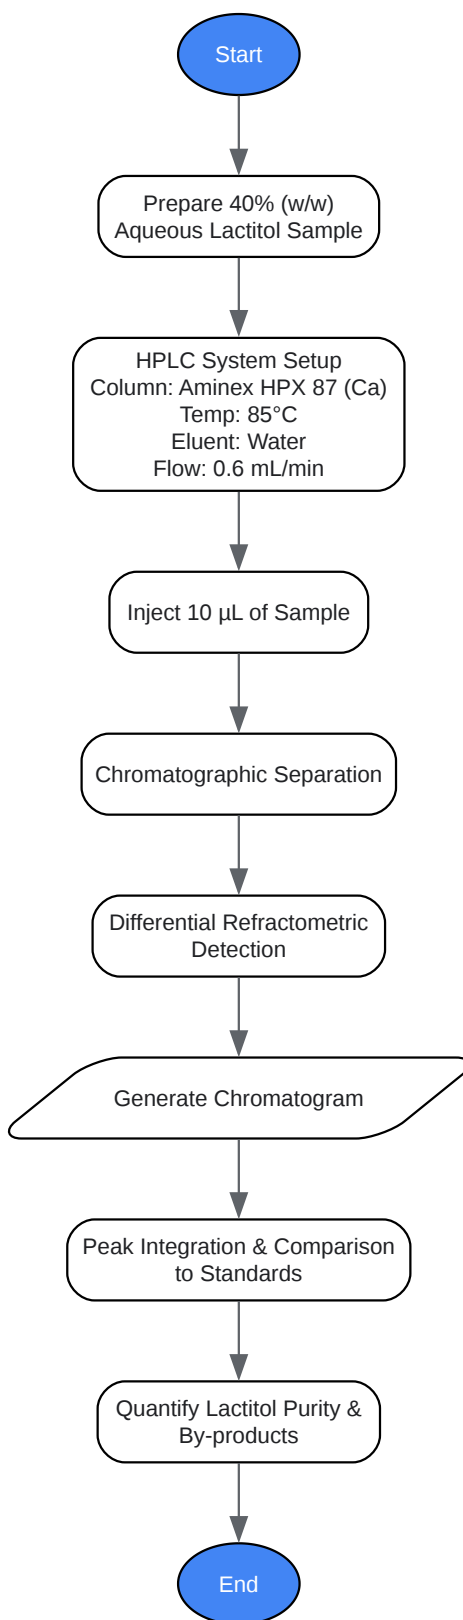 Start
Prepare 40% (w/w)
Aqueous Lactitol Sample
HPLC System Setup
Column: Aminex HPX 87 (Ca)
Temp: 85°C
Eluent: Water
Flow: 0.6 mL/min
Inject 10 µL of Sample
Chromatographic Separation
Differential Refractometric
Detection
Generate Chromatogram
Peak Integration & Comparison
to Standards
Quantify Lactitol Purity &
By-products
End